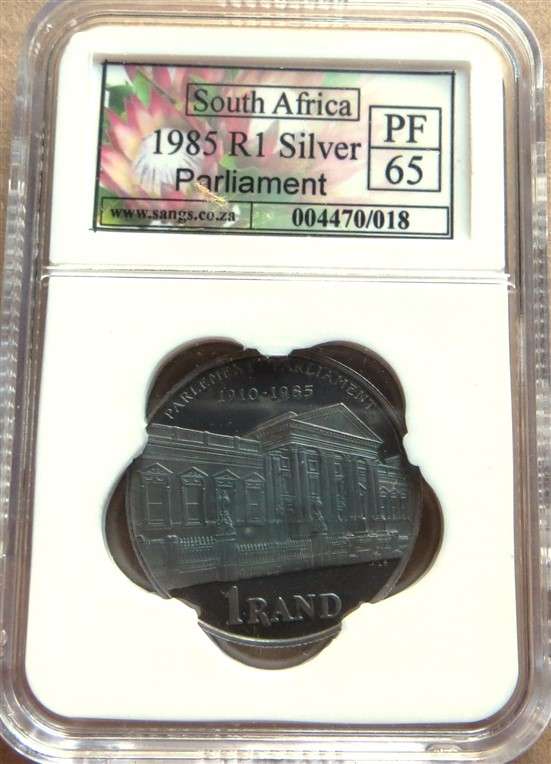 South Africa
1985 R1 Silver
Parliament
PF
65
www.sangs.co.za
004470/018
PARLEMENT PARLIAMENT
1910-1985
1 RAND